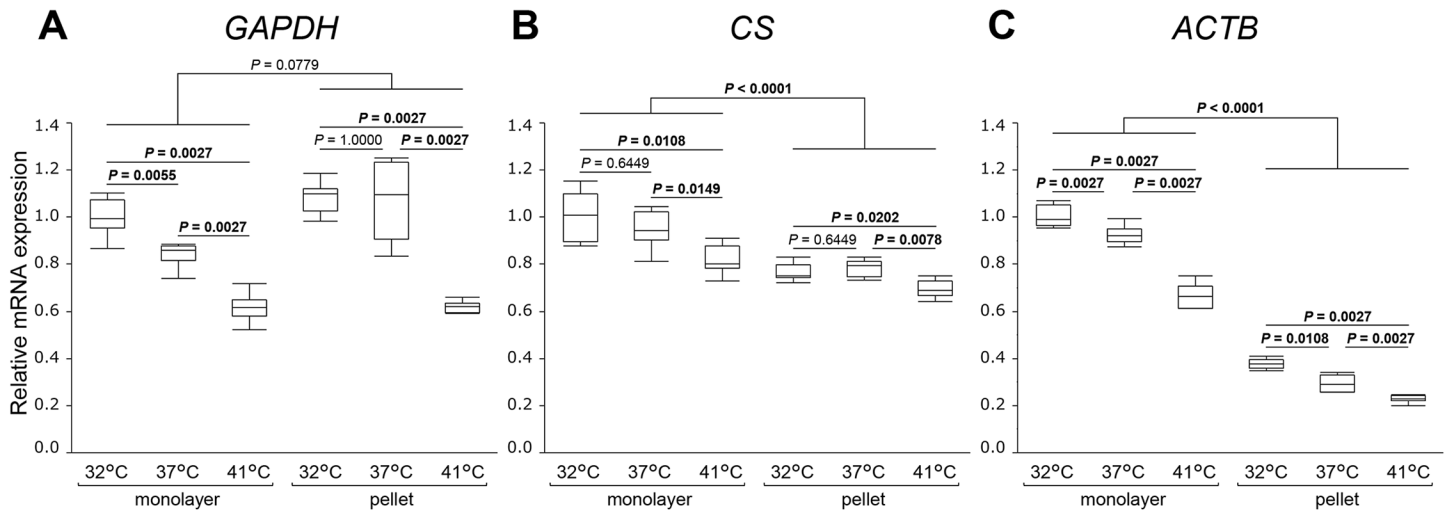 A GAPDH
P = 0.0779
P = 0.0027
P = 1.0000 P = 0.0027
P = 0.0027
P = 0.0055
P = 0.0027
Relative mRNA expression
1.4
1.2
1.0
0.8
0.6
0.4
0.2
0.0
32°C 37°C 41°C 32°C 37°C 41°C
monolayer pellet
B CS
P < 0.0001
P = 0.0108
P = 0.6449
P = 0.0149
P = 0.0202
P = 0.6449 P = 0.0078
1.4
1.2
1.0
0.8
0.6
0.4
0.2
0.0
32°C 37°C 41°C 32°C 37°C 41°C
monolayer pellet
C ACTB
P < 0.0001
P = 0.0027
P = 0.0027 P = 0.0027
P = 0.0027
P = 0.0108 P = 0.0027
1.4
1.2
1.0
0.8
0.6
0.4
0.2
0.0
32°C 37°C 41°C 32°C 37°C 41°C
monolayer pellet